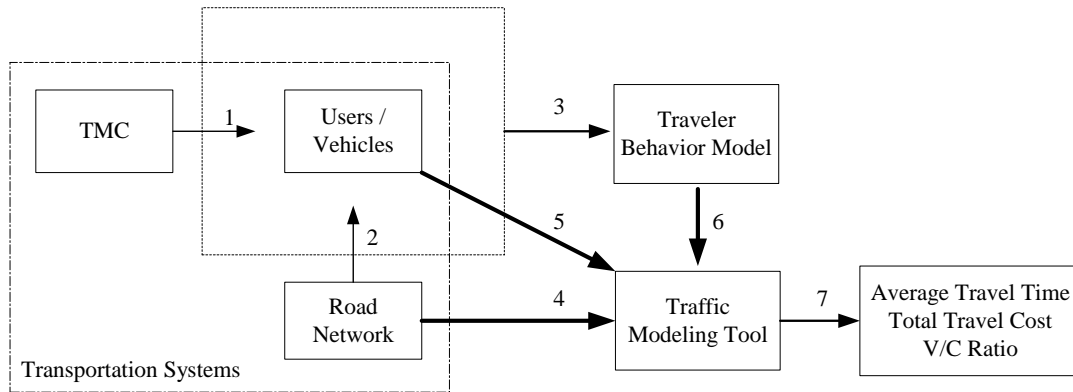 TMC
1
Users /
Vehicles
3
Traveler
Behavior Model
2
5
6
Road
Network
4
Traffic
Modeling Tool
7
Average Travel Time
Total Travel Cost
V/C Ratio
Transportation Systems